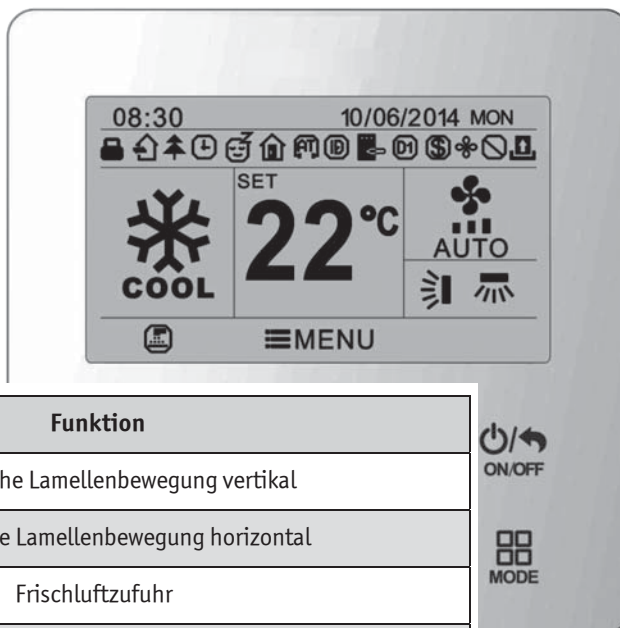 08:30 10/06/2014 MON
SET
22°C
COOL
AUTO
MENU
Funktion
he Lamellenbewegung vertikal
e Lamellenbewegung horizontal
Frischluftzufuhr
ON/OFF
MODE